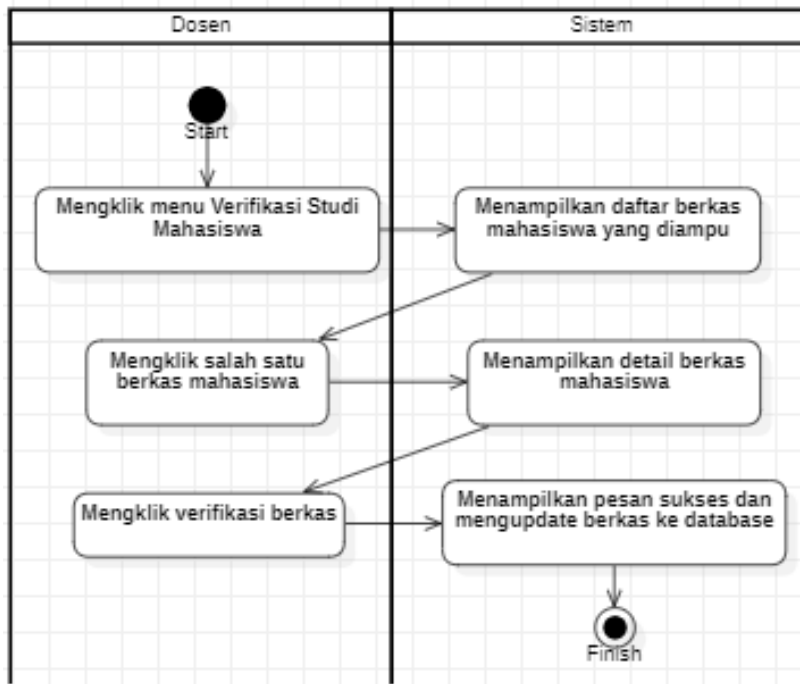 Dosen
Sistem
Start
Mengklik menu Verifikasi Studi
Mahasiswa
Menampilkan daftar berkas
mahasiswa yang diampu
Mengklik salah satu
berkas mahasiswa
Menampilkan detail berkas
mahasiswa
Mengklik verifikasi berkas
Menampilkan pesan sukses dan
mengupdate berkas ke database
Finish